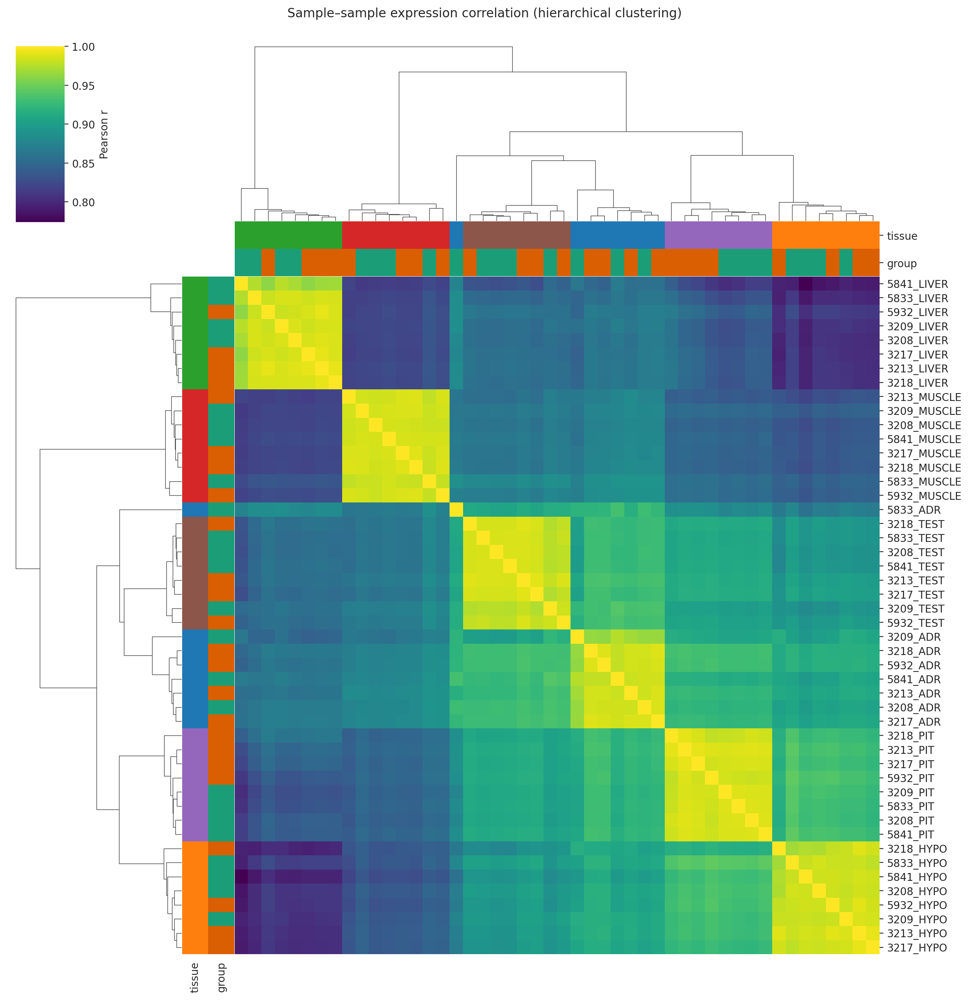 Sample–sample expression correlation (hierarchical clustering)
1.00
0.95
0.90
0.85
0.80
Pearson r
tissue
group
5841_LIVER
5833_LIVER
5932_LIVER
3209_LIVER
3208_LIVER
3217_LIVER
3213_LIVER
3218_LIVER
3213_MUSCLE
3209_MUSCLE
3208_MUSCLE
5841_MUSCLE
3217_MUSCLE
3218_MUSCLE
5833_MUSCLE
5932_MUSCLE
5833_ADR
3218_TEST
5833_TEST
3208_TEST
5841_TEST
3213_TEST
3217_TEST
3209_TEST
5932_TEST
3209_ADR
3218_ADR
5932_ADR
5841_ADR
3213_ADR
3208_ADR
3217_ADR
3218_PIT
3213_PIT
3217_PIT
5932_PIT
3209_PIT
5833_PIT
3208_PIT
5841_PIT
3218_HYPO
5833_HYPO
5841_HYPO
3208_HYPO
5932_HYPO
3209_HYPO
3213_HYPO
3217_HYPO
tissue
group